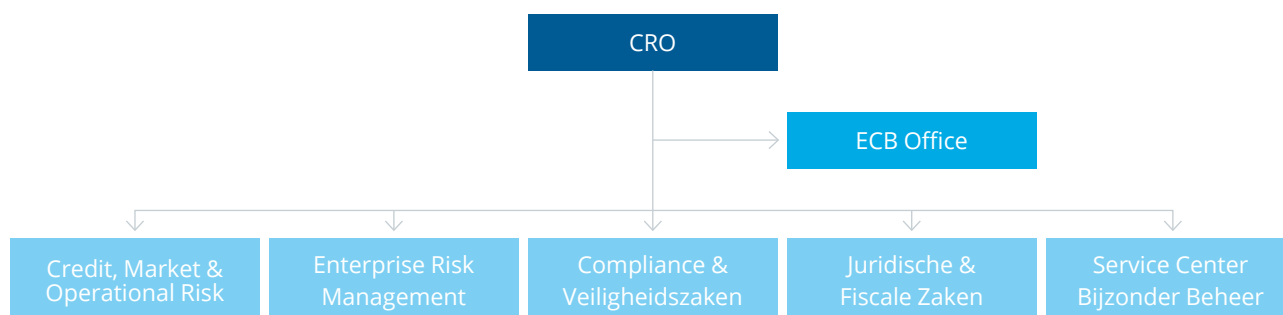 CRO
ECB Office
Credit, Market &
Operational Risk
Enterprise Risk
Management
Compliance &
Veiligheidszaken
Juridische &
Fiscale Zaken
Service Center
Bijzonder Beheer